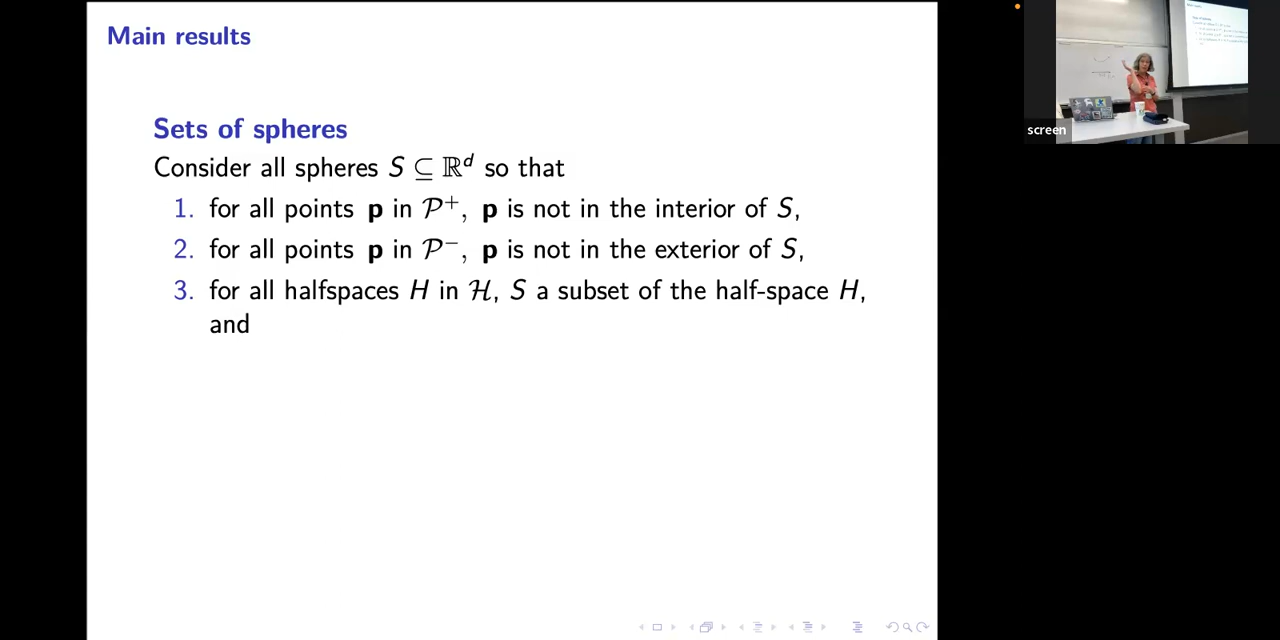 Main results
Sets of spheres
Consider all spheres S ⊆ ℝᵈ so that
1. for all points p in 𝒫⁺, p is not in the interior of S,
2. for all points p in 𝒫⁻, p is not in the exterior of S,
3. for all halfspaces H in ℋ, S a subset of the half-space H,
and
screen